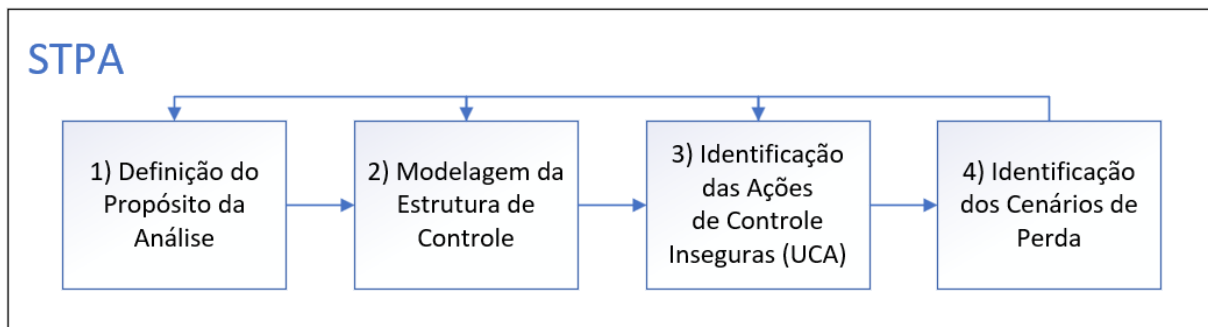 STPA
1) Definição do
Propósito da
Análise
2) Modelagem da
Estrutura de
Controle
3) Identificação
das Ações
de Controle
Inseguras (UCA)
4) Identificação
dos Cenários de
Perda